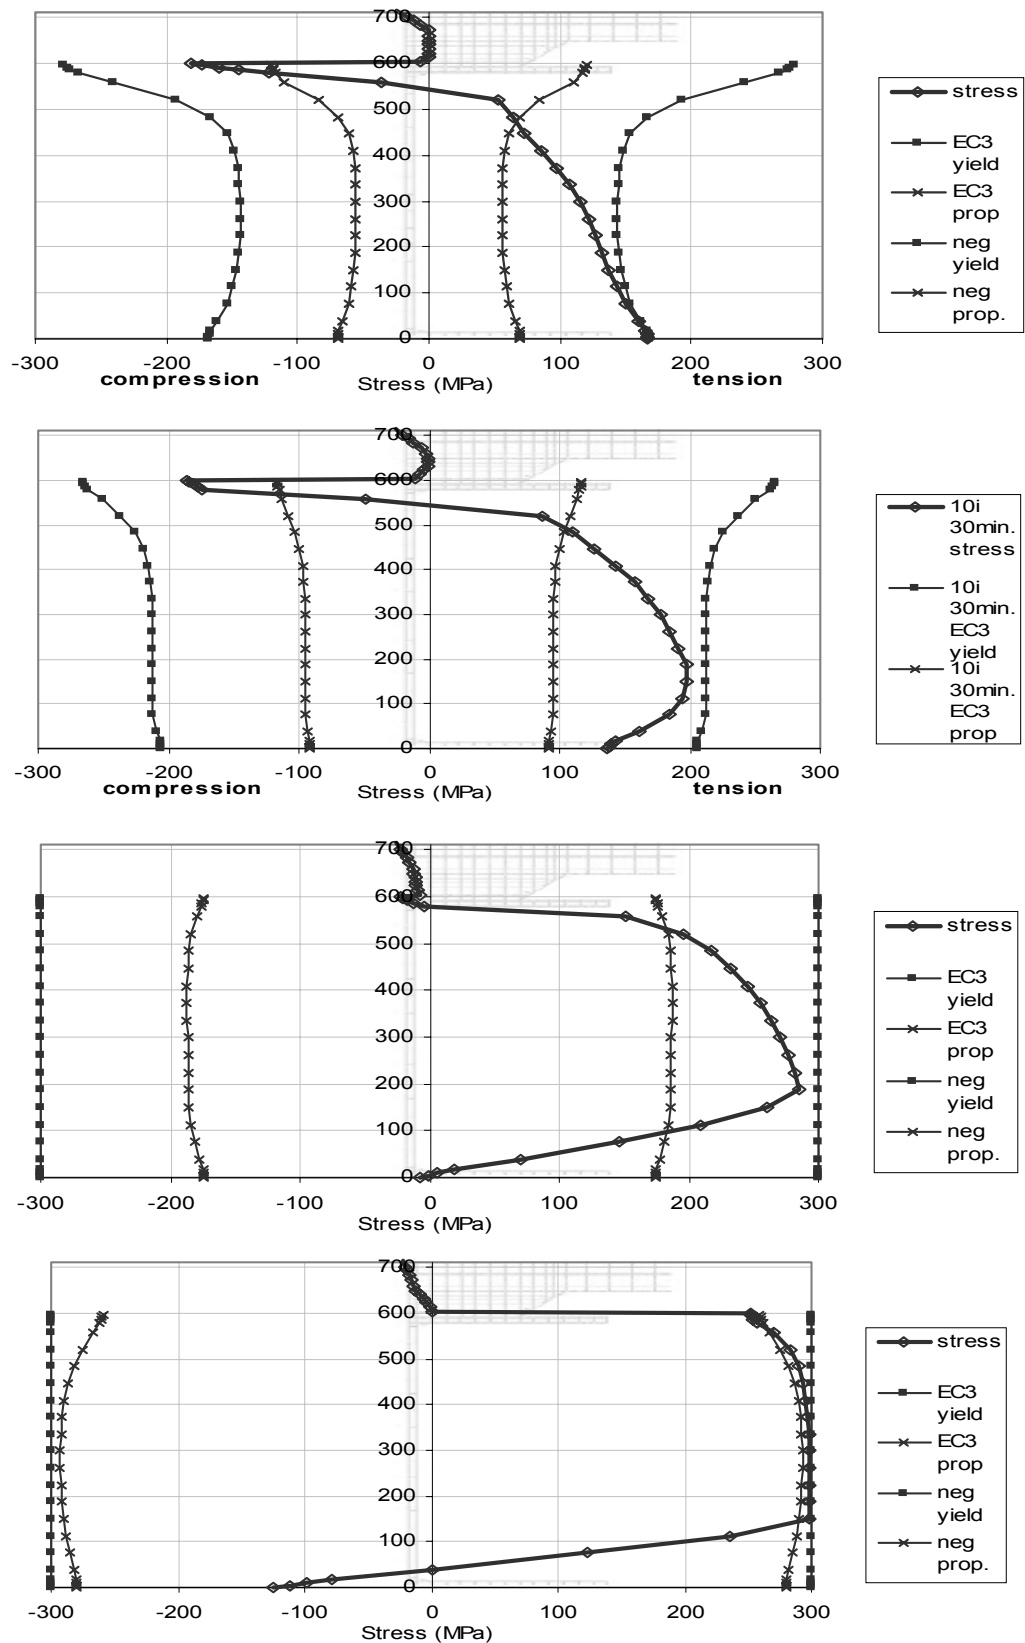 700
600
500
400
300
200
100
0
-300 -200 -100 0 100 200 300
compression Stress (MPa) tension
stress
EC3
yield
EC3
prop
neg
yield
neg
prop.
700
600
500
400
300
200
100
0
-300 -200 -100 0 100 200 300
compression Stress (MPa) tension
10i
30min.
stress
10i
30min.
EC3
yield
10i
30min.
EC3
prop
700
600
500
400
300
200
100
0
-300 -200 -100 0 100 200 300
Stress (MPa)
stress
EC3
yield
EC3
prop
neg
yield
neg
prop.
700
600
500
400
300
200
100
0
-300 -200 -100 0 100 200 300
Stress (MPa)
stress
EC3
yield
EC3
prop
neg
yield
neg
prop.